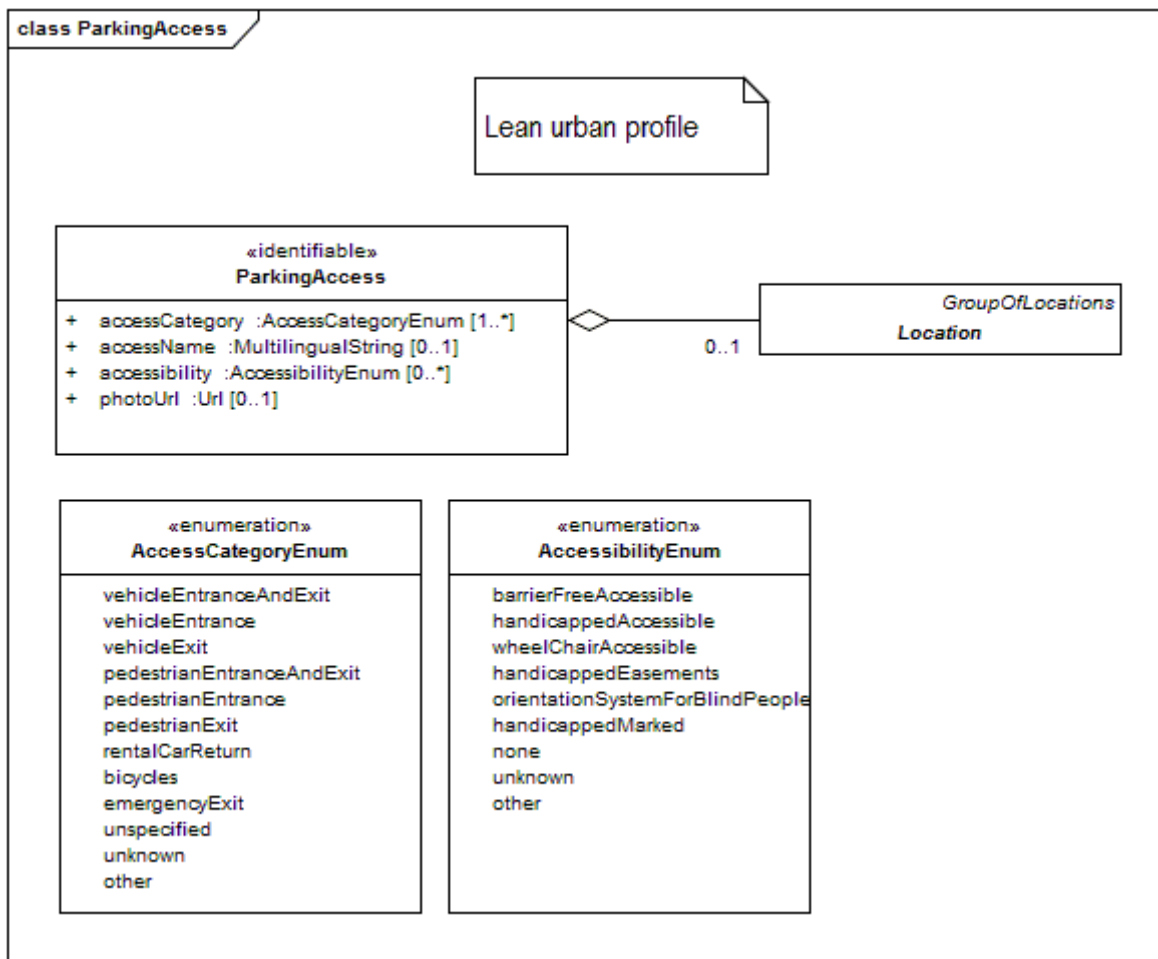 class ParkingAccess
Lean urban profile
«identifiable»
ParkingAccess
+ accessCategory :AccessCategoryEnum [1..*]
+ accessName :MultilingualString [0..1]
+ accessibility :AccessibilityEnum [0..*]
+ photoUrl :Url [0..1]
0..1
GroupOfLocations
Location
«enumeration»
AccessCategoryEnum
vehicleEntranceAndExit
vehicleEntrance
vehicleExit
pedestrianEntranceAndExit
pedestrianEntrance
pedestrianExit
rentalCarReturn
bicycles
emergencyExit
unspecified
unknown
other
«enumeration»
AccessibilityEnum
barrierFreeAccessible
handicappedAccessible
wheelChairAccessible
handicappedEasements
orientationSystemForBlindPeople
handicappedMarked
none
unknown
other